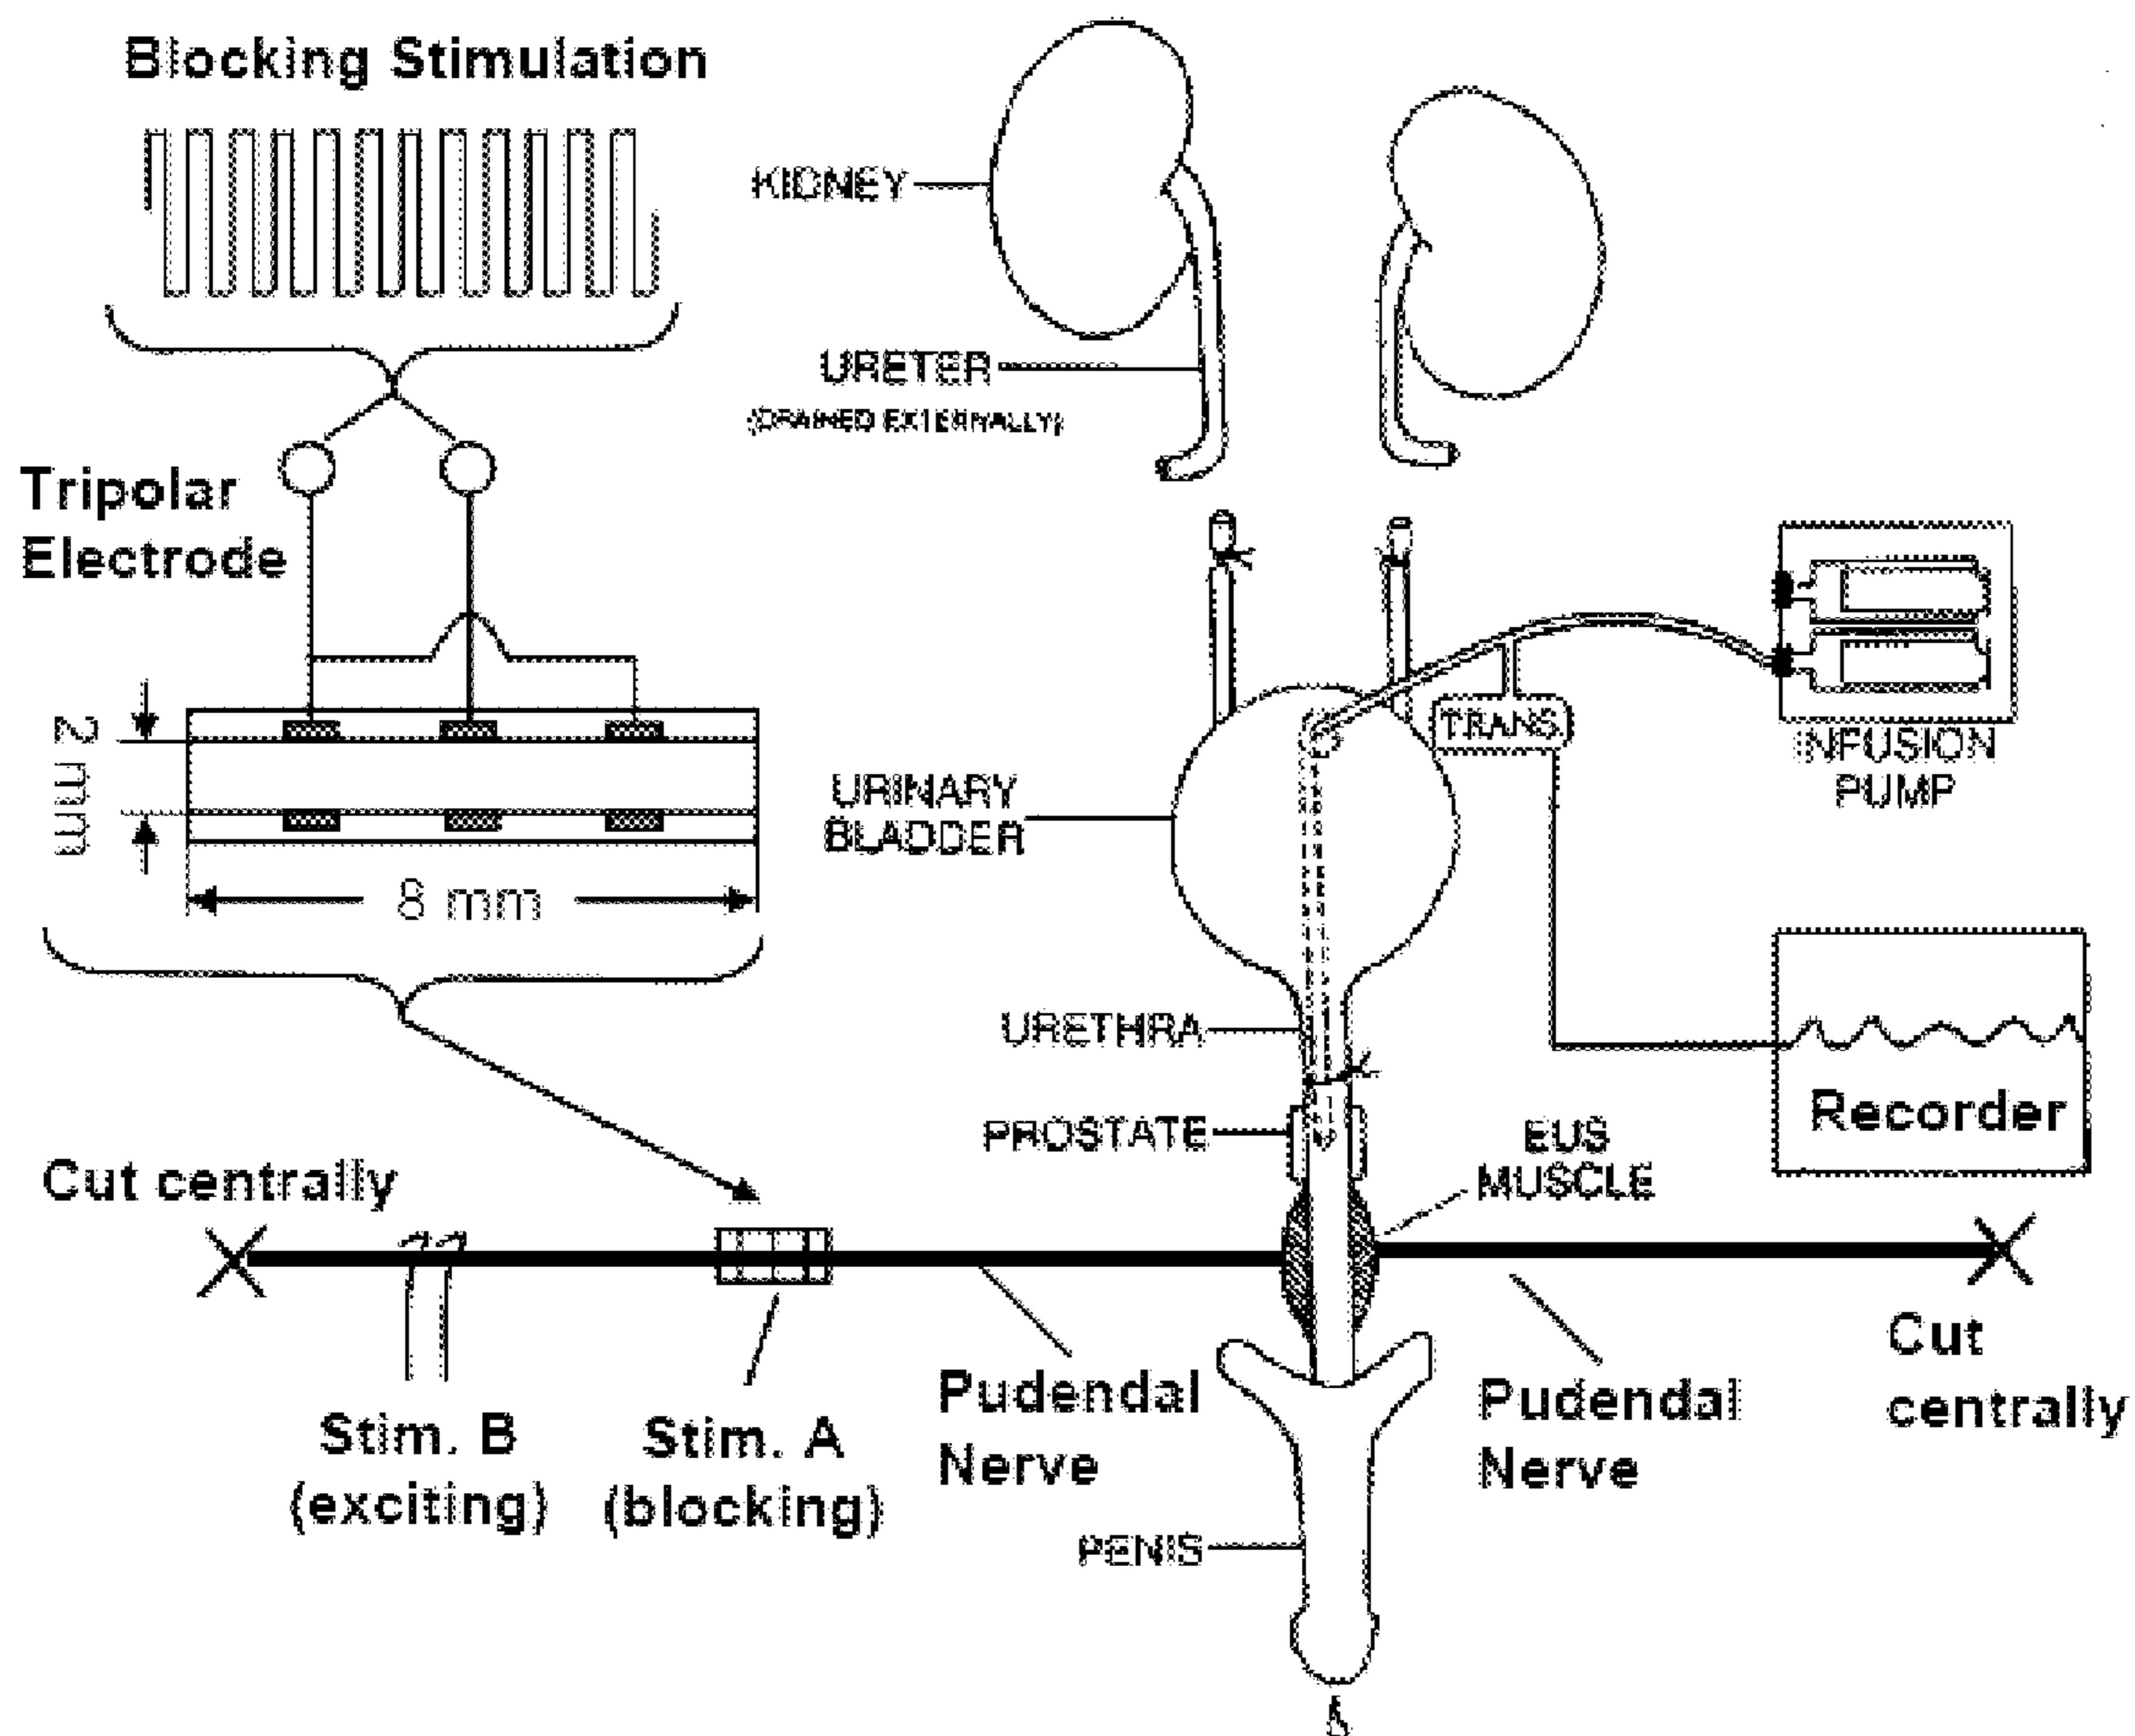 Blocking Stimulation
KIDNEY
URETER
(DRAINED EXTERNALLY)
Tripolar
Electrode
2 mm
8 mm
TRANS
INFUSION
PUMP
URINARY
BLADDER
URETHRA
PROSTATE
EUS
MUSCLE
Recorder
Cut centrally
Stim. B
(exciting)
Stim. A
(blocking)
Pudendal
Nerve
Pudendal
Nerve
Cut
centrally
PENIS